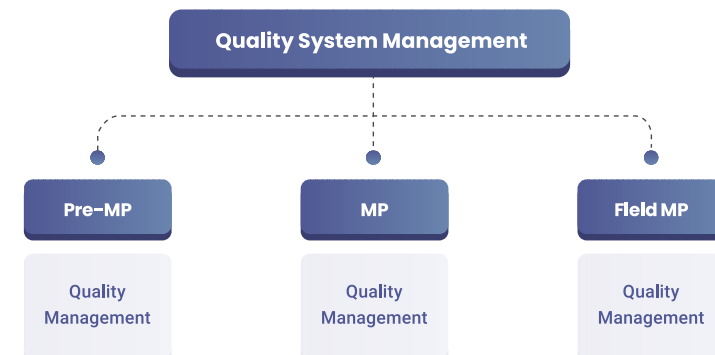 Quality System Management
Pre-MP
MP
Field MP
Quality
Management
Quality
Management
Quality
Management